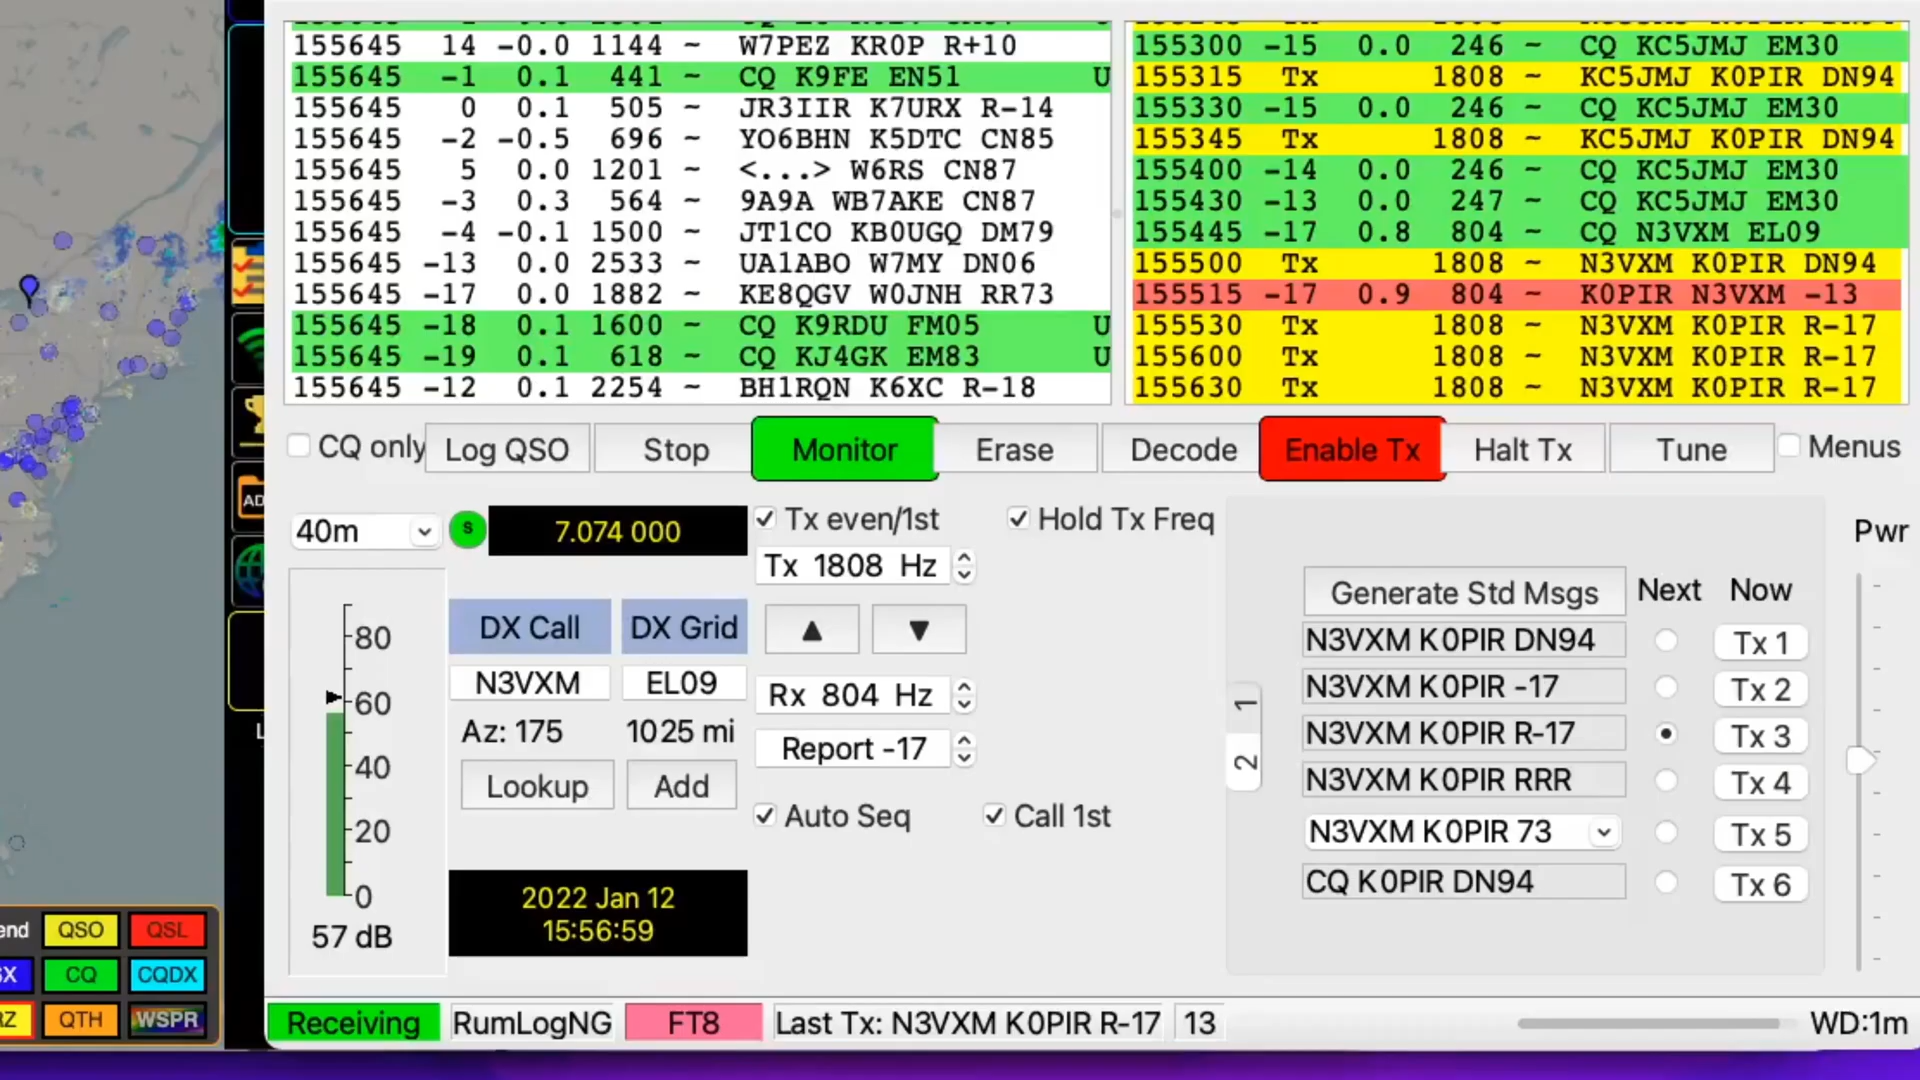 155645 14 -0.0 1144 ~ W7PEZ KR0P R+10
155645 -1 0.1 441 ~ CQ K9FE EN51 U
155645 0 0.1 505 ~ JR3IIR K7URX R-14
155645 -2 -0.5 696 ~ YO6BHN K5DTC CN85
155645 5 0.0 1201 ~ <...> W6RS CN87
155645 -3 0.3 564 ~ 9A9A WB7AKE CN87
155645 -4 -0.1 1500 ~ JT1CO KB0UGQ DM79
155645 -13 0.0 2533 ~ UA1ABO W7MY DN06
155645 -17 0.0 1882 ~ KE8QGV W0JNH RR73
155645 -18 0.1 1600 ~ CQ K9RDU FM05 U
155645 -19 0.1 618 ~ CQ KJ4GK EM83 U
155645 -12 0.1 2254 ~ BH1RQN K6XC R-18
155300 -15 0.0 246 ~ CQ KC5JMJ EM30
155315 Tx 1808 ~ KC5JMJ K0PIR DN94
155330 -15 0.0 246 ~ CQ KC5JMJ EM30
155345 Tx 1808 ~ KC5JMJ K0PIR DN94
155400 -14 0.0 246 ~ CQ KC5JMJ EM30
155430 -13 0.0 247 ~ CQ KC5JMJ EM30
155445 -17 0.8 804 ~ CQ N3VXM EL09
155500 Tx 1808 ~ N3VXM K0PIR DN94
155515 -17 0.9 804 ~ K0PIR N3VXM -13
155530 Tx 1808 ~ N3VXM K0PIR R-17
155600 Tx 1808 ~ N3VXM K0PIR R-17
155630 Tx 1808 ~ N3VXM K0PIR R-17
CQ only Log QSO Stop Monitor Erase Decode Enable Tx Halt Tx Tune Menus
40m S 7.074 000
Tx even/1st Hold Tx Freq
Tx 1808 Hz
DX Call DX Grid ▲ ▼
N3VXM EL09
Rx 804 Hz
Az: 175 1025 mi
Report -17
Lookup Add
Auto Seq Call 1st
2022 Jan 12
15:56:59
80
60
40
20
0
57 dB
1
2
Pwr
Generate Std Msgs Next Now
N3VXM K0PIR DN94 Tx 1
N3VXM K0PIR -17 Tx 2
N3VXM K0PIR R-17 Tx 3
N3VXM K0PIR RRR Tx 4
N3VXM K0PIR 73 Tx 5
CQ K0PIR DN94 Tx 6
end QSO QSL
CQ CQDX
QTH WSPR
AD
Receiving RumLogNG FT8 Last Tx: N3VXM K0PIR R-17 13 WD:1m